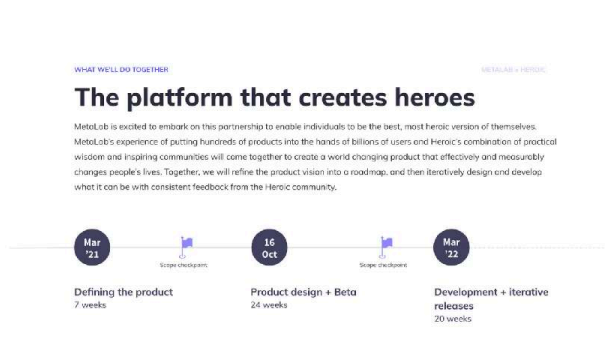 WHAT WE'LL DO TOGETHER
METALAB + HEROIC
The platform that creates heroes
MetaLab is excited to embark on this partnership to enable individuals to be the best, most heroic version of themselves.
MetaLab's experience of putting hundreds of products into the hands of billions of users and Heroic's combination of practical
wisdom and inspiring communities will come together to create a world changing product that effectively and measurably
changes people's lives. Together, we will refine the product vision into a roadmap, and then iteratively design and develop
what it can be with consistent feedback from the Heroic community.
Mar
'21
Scope checkpoint
16
Oct
Scope checkpoint
Mar
'22
Defining the product
7 weeks
Product design + Beta
24 weeks
Development + iterative
releases
20 weeks